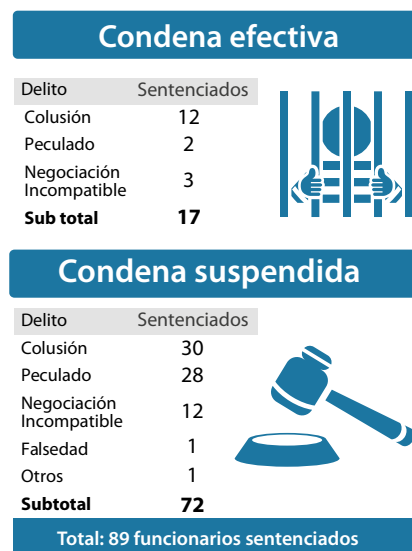 Condena efectiva
Delito Sentenciados
Colusión 12
Peculado 2
Negociación
Incompatible 3
Sub total 17
Condena suspendida
Delito Sentenciados
Colusión 30
Peculado 28
Negociación
Incompatible 12
Falsedad 1
Otros 1
Subtotal 72
Total: 89 funcionarios sentenciados